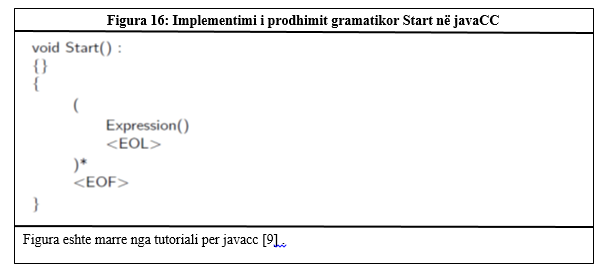 Figura 16: Implementimi i prodhimit gramatikor Start në javaCC
void Start() :
{}
{
(
Expression()
<EOL>
)*
<EOF>
}
Figura eshte marre nga tutoriali per javacc [9]..